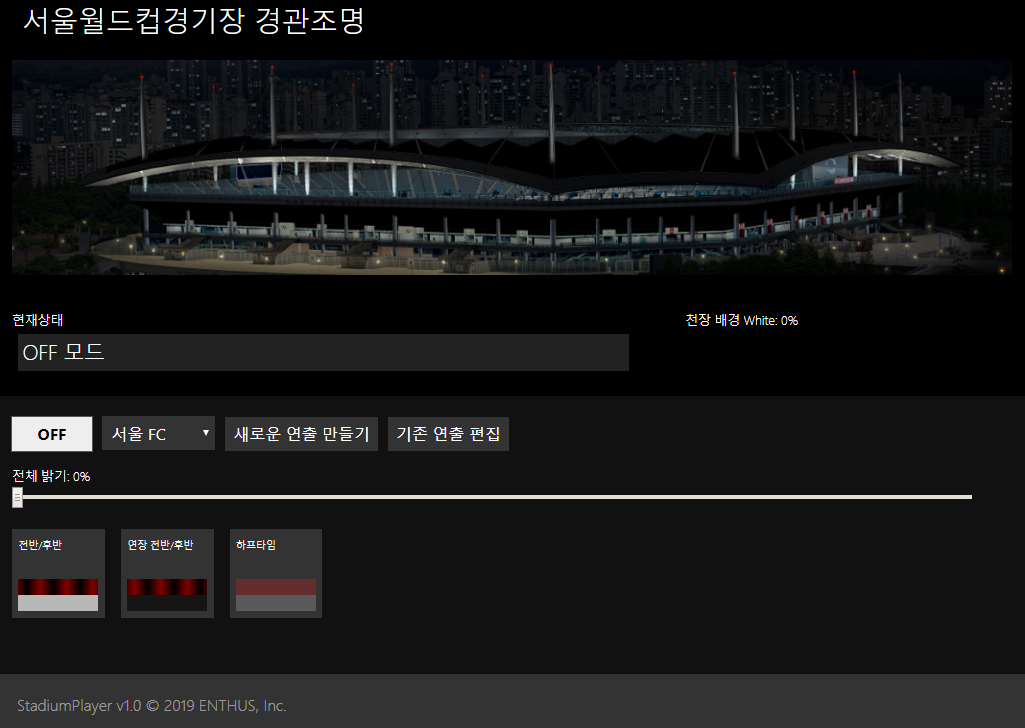 서울월드컵경기장 경관조명
현재상태
천장 배경 White: 0%
OFF 모드
OFF
서울 FC
새로운 연출 만들기
기존 연출 편집
전체 밝기: 0%
전반/후반
연장 전반/후반
하프타임
StadiumPlayer v1.0 © 2019 ENTHUS, Inc.